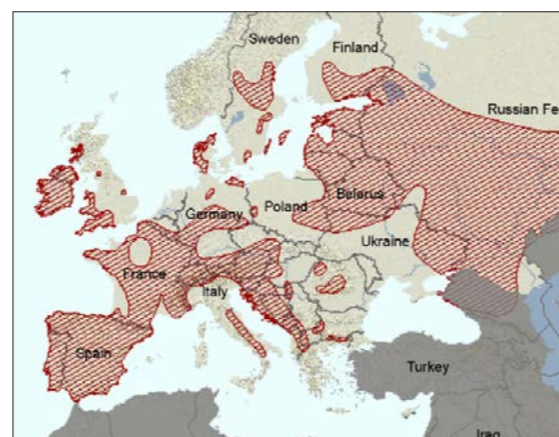 Sweden
Finland
Russian Fe
Germany
Poland
Belarus
Ukraine
France
Italy
Spain
Turkey
Iraq